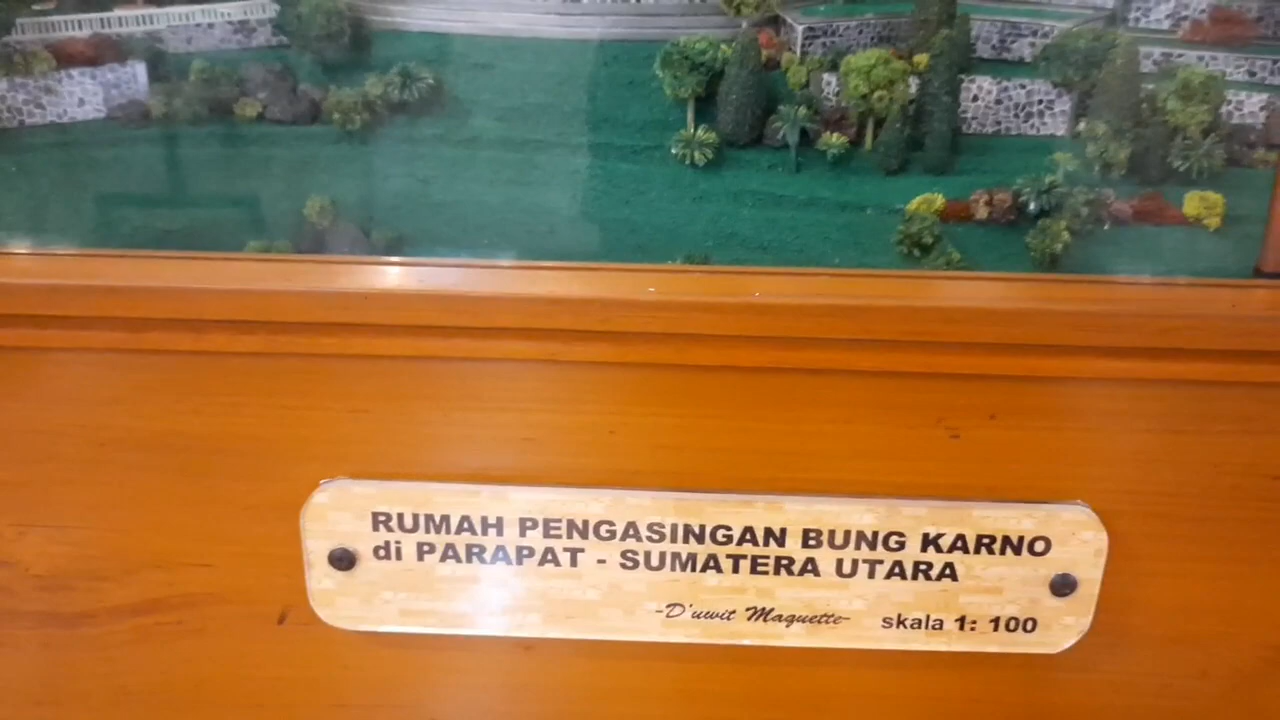 RUMAH PENGASINGAN BUNG KARNO
di PARAPAT - SUMATERA UTARA
-D'uwit Maquette- skala 1: 100